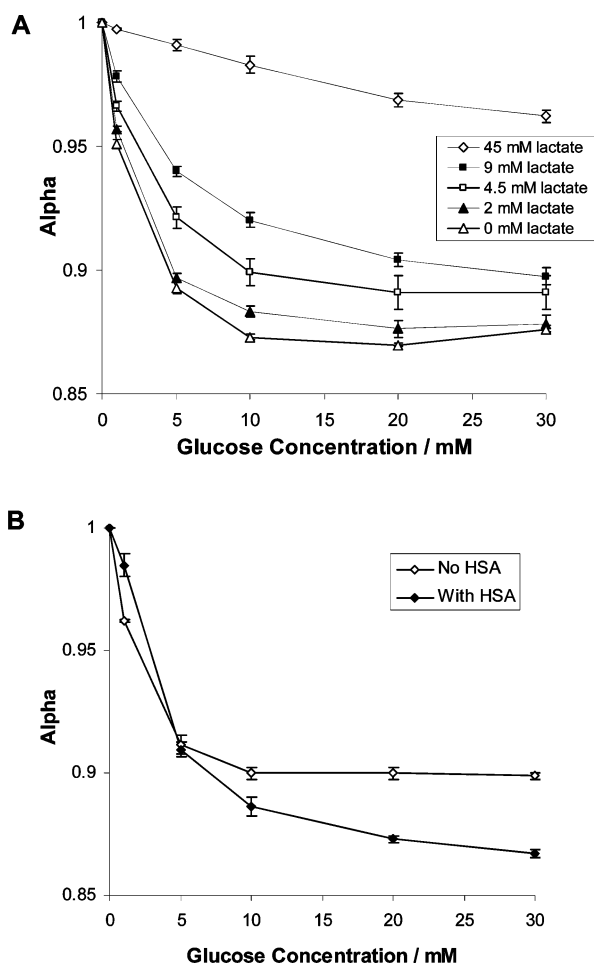 A
1
0.95
0.9
0.85
Alpha
45 mM lactate
9 mM lactate
4.5 mM lactate
2 mM lactate
0 mM lactate
0 5 10 15 20 25 30
Glucose Concentration / mM
B
1
0.95
0.9
0.85
Alpha
No HSA
With HSA
0 5 10 15 20 25 30
Glucose Concentration / mM